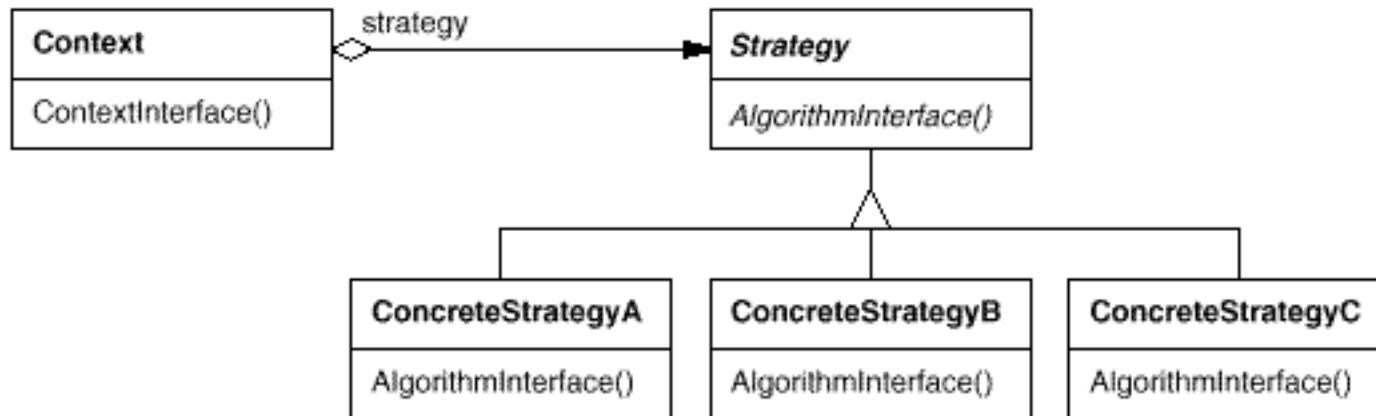 strategy
Context
Strategy
ContextInterface()
AlgorithmInterface()
ConcreteStrategyA
ConcreteStrategyB
ConcreteStrategyC
AlgorithmInterface()
AlgorithmInterface()
AlgorithmInterface()